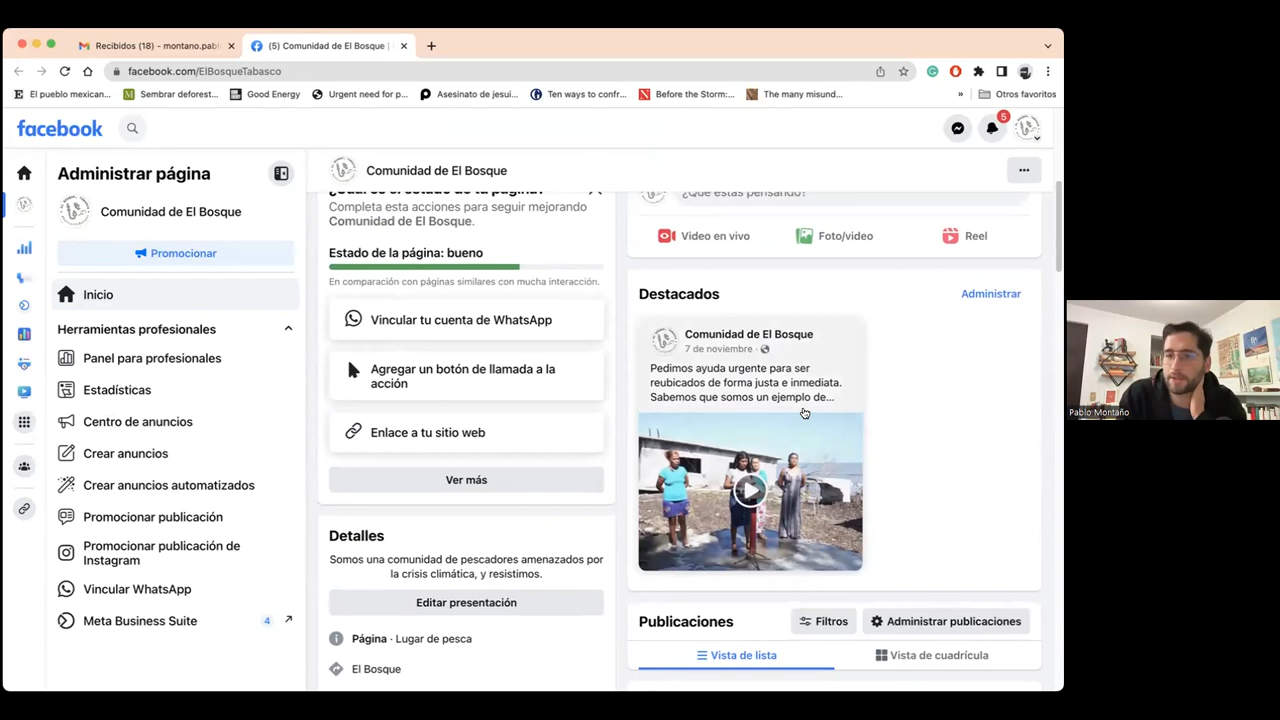 Recibidos (18) - montano.pabl
(5) Comunidad de El Bosque |
facebook.com/ElBosqueTabasco
El pueblo mexican...
Sembrar deforest...
Good Energy
Urgent need for p...
Asesinato de jesuí...
Ten ways to confr...
Before the Storm:...
The many misund...
»
Otros favoritos
facebook
5
Administrar página
Comunidad de El Bosque
Promocionar
Inicio
Herramientas profesionales
Panel para profesionales
Estadísticas
Centro de anuncios
Crear anuncios
Crear anuncios automatizados
Promocionar publicación
Promocionar publicación de
Instagram
Vincular WhatsApp
Meta Business Suite 4
Comunidad de El Bosque
¿Cuál es el estado de tu página?
Completa esta acciones para seguir mejorando
Comunidad de El Bosque.
Estado de la página: bueno
En comparación con páginas similares con mucha interacción.
Vincular tu cuenta de WhatsApp
Agregar un botón de llamada a la
acción
Enlace a tu sitio web
Ver más
Detalles
Somos una comunidad de pescadores amenazados por
la crisis climática, y resistimos.
Editar presentación
Página · Lugar de pesca
El Bosque
¿Qué estás pensando?
Video en vivo
Foto/video
Reel
Destacados
Administrar
Comunidad de El Bosque
7 de noviembre ·
Pedimos ayuda urgente para ser
reubicados de forma justa e inmediata.
Sabemos que somos un ejemplo de...
Publicaciones
Filtros
Administrar publicaciones
Vista de lista
Vista de cuadrícula
Pablo Montaño